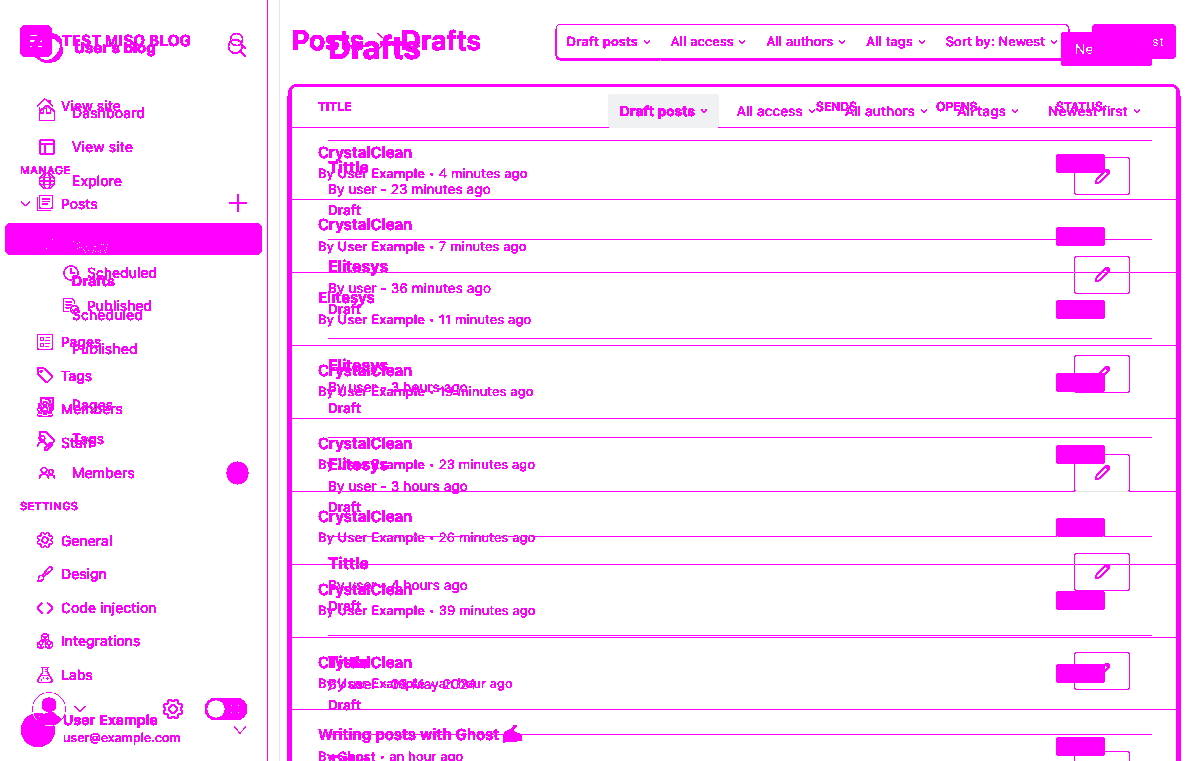 TEST MISO BLOG
User's Blog
Posts
Drafts
Drafts
Draft posts
All access
All authors
All tags
Sort by: Newest
View site
Dashboard
TITLE
SENDS
OPENS
STATUS
Draft posts
All access
All authors
All tags
Newest first
View site
MANAGE
Explore
Posts
Scheduled
Drafts
Published
Scheduled
Published
Pages
Tags
Pages
Members
Tags
Staff
Members
SETTINGS
General
Design
Code injection
Integrations
Labs
User Example
user@example.com
CrystalClean
By User Example • 4 minutes ago
Tittle
By user - 23 minutes ago
Draft
CrystalClean
By User Example • 7 minutes ago
Elitesys
By user - 36 minutes ago
Draft
Elitesys
By User Example • 11 minutes ago
Elitesys
By user - 3 hours ago
Draft
CrystalClean
By User Example • 19 minutes ago
CrystalClean
By User Example • 23 minutes ago
Elitesys
By user - 3 hours ago
Draft
CrystalClean
By User Example • 26 minutes ago
Tittle
By user - 4 hours ago
Draft
CrystalClean
By User Example • 39 minutes ago
CrystalClean
By User Example • an hour ago
Tittle
Draft
Writing posts with Ghost ✍️
By Ghost • an hour ago